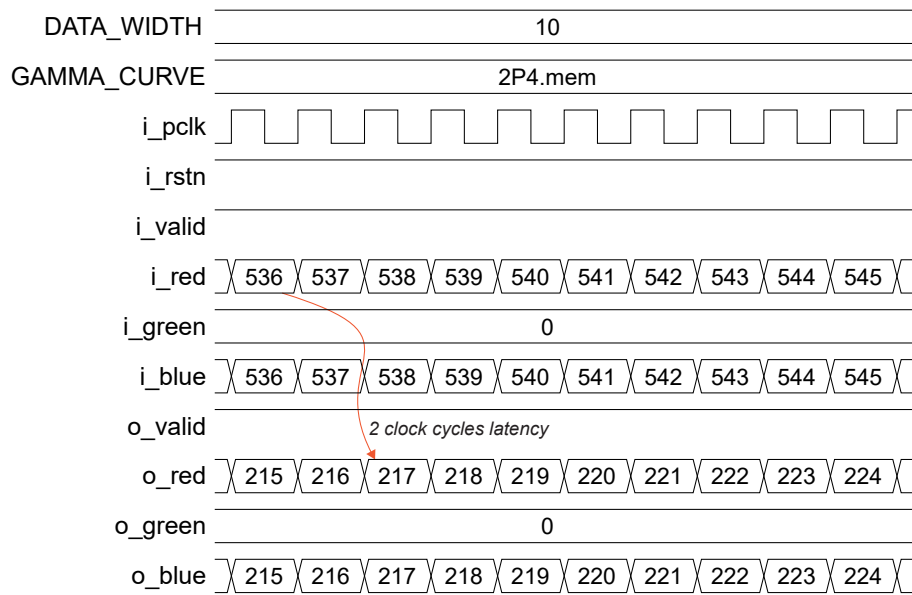 DATA_WIDTH 10
GAMMA_CURVE 2P4.mem
i_pclk
i_rstn
i_valid
i_red 536 537 538 539 540 541 542 543 544 545
i_green 0
i_blue 536 537 538 539 540 541 542 543 544 545
o_valid 2 clock cycles latency
o_red 215 216 217 218 219 220 221 222 223 224
o_green 0
o_blue 215 216 217 218 219 220 221 222 223 224